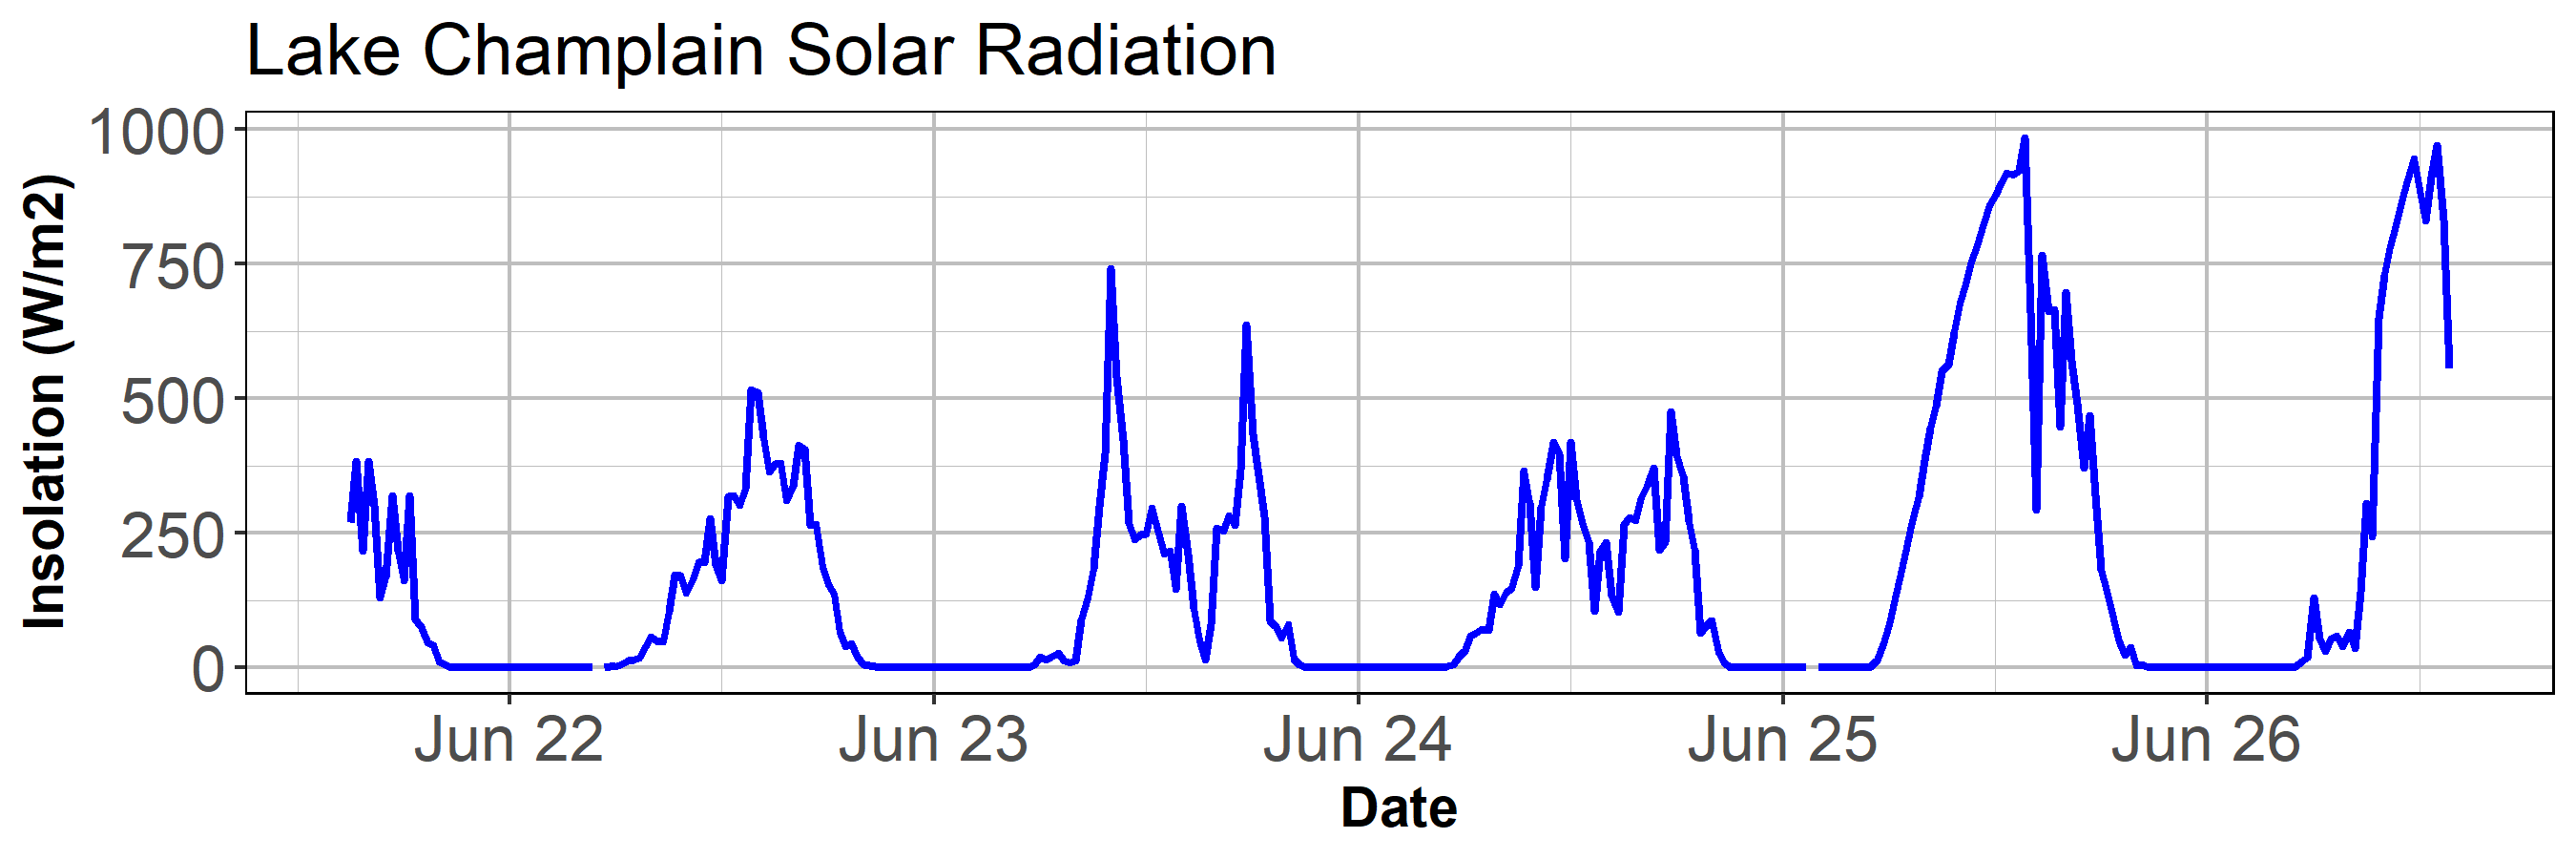 Lake Champlain Solar Radiation
Insolation (W/m2)
1000
750
500
250
0
Jun 22 Jun 23 Jun 24 Jun 25 Jun 26
Date